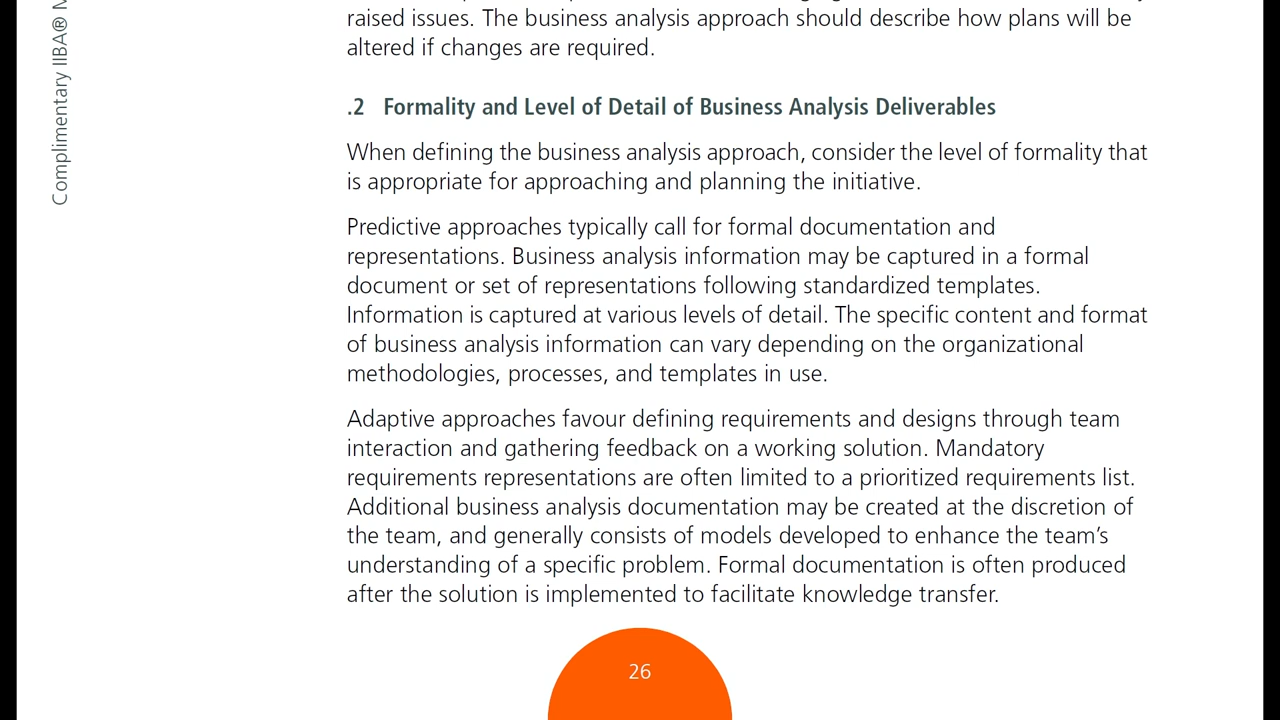 raised issues. The business analysis approach should describe how plans will be
altered if changes are required.
.2 Formality and Level of Detail of Business Analysis Deliverables
When defining the business analysis approach, consider the level of formality that
is appropriate for approaching and planning the initiative.
Predictive approaches typically call for formal documentation and
representations. Business analysis information may be captured in a formal
document or set of representations following standardized templates.
Information is captured at various levels of detail. The specific content and format
of business analysis information can vary depending on the organizational
methodologies, processes, and templates in use.
Adaptive approaches favour defining requirements and designs through team
interaction and gathering feedback on a working solution. Mandatory
requirements representations are often limited to a prioritized requirements list.
Additional business analysis documentation may be created at the discretion of
the team, and generally consists of models developed to enhance the team’s
understanding of a specific problem. Formal documentation is often produced
after the solution is implemented to facilitate knowledge transfer.
26
Complimentary IIBA®